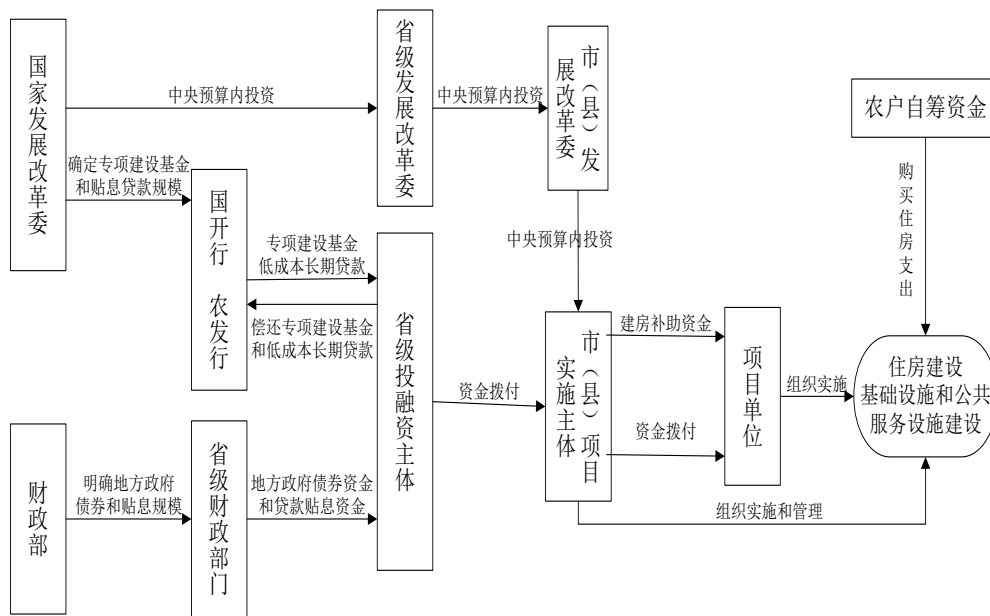 国家发展改革委
中央预算内投资
省级发展改革委
中央预算内投资
市（县）发
展改革委
农户自筹资金
确定专项建设基金
和贴息贷款规模
国开行 农发行
购买住房支出
中央预算内投资
专项建设基金
低成本长期贷款
偿还专项建设基金
和低成本长期贷款
省级投融资主体
资金拨付
市（县）项目
实施主体
建房补助资金
资金拨付
项目单位
组织实施
住房建设
基础设施和公共
服务设施建设
组织实施和管理
财政部
明确地方政府
债券和贴息规模
省级财政部门
地方政府债券资金
和贷款贴息资金